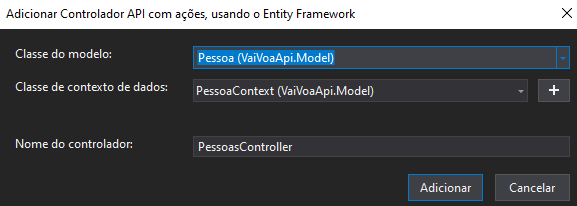 Adicionar Controlador API com ações, usando o Entity Framework
Classe do modelo:
Pessoa (VaiVoaApi.Model)
Classe de contexto de dados:
PessoaContext (VaiVoaApi.Model)
+
Nome do controlador:
PessoasController
Adicionar
Cancelar